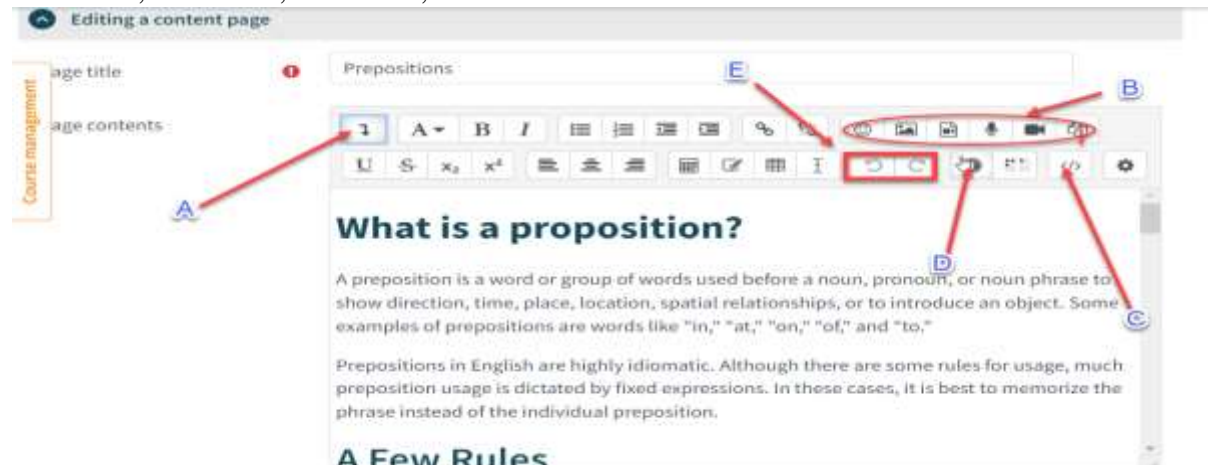 Editing a content page
age title
Prepositions
E
B
Course management
age contents
A B I
U S x₂ x²
A
What is a proposition?
D
A preposition is a word or group of words used before a noun, pronoun, or noun phrase to
show direction, time, place, location, spatial relationships, or to introduce an object. Some
examples of prepositions are words like "in," "at," "on," "of," and "to."
C
Prepositions in English are highly idiomatic. Although there are some rules for usage, much
preposition usage is dictated by fixed expressions. In these cases, it is best to memorize the
phrase instead of the individual preposition.
A Few Rules